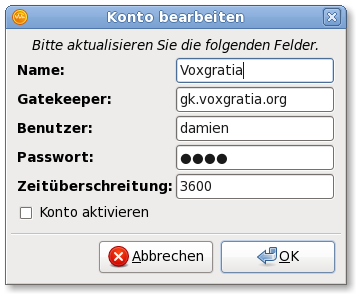 Konto bearbeiten
Bitte aktualisieren Sie die folgenden Felder.
Name: Voxgratia
Gatekeeper: gk.voxgratia.org
Benutzer: damien
Passwort: ●●●●
Zeitüberschreitung: 3600
Konto aktivieren
Abbrechen OK